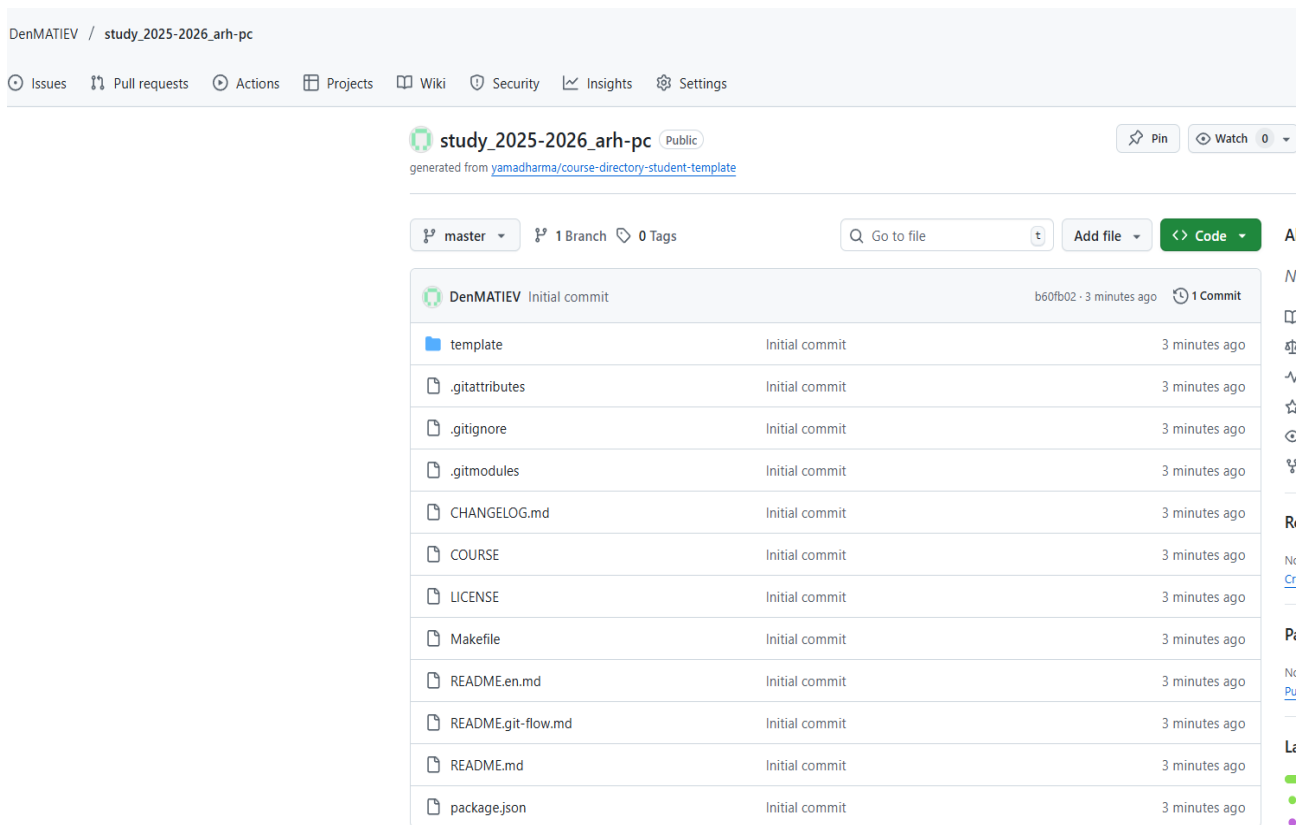 DenMATIEV / study_2025-2026_arh-pc
Issues Pull requests Actions Projects Wiki Security Insights Settings
study_2025-2026_arh-pc Public
Pin Watch 0
generated from yamadharma/course-directory-student-template
master 1 Branch 0 Tags Go to file t Add file Code
DenMATIEV Initial commit b60fb02 · 3 minutes ago 1 Commit
template Initial commit 3 minutes ago
.gitattributes Initial commit 3 minutes ago
.gitignore Initial commit 3 minutes ago
.gitmodules Initial commit 3 minutes ago
CHANGELOG.md Initial commit 3 minutes ago
COURSE Initial commit 3 minutes ago
LICENSE Initial commit 3 minutes ago
Makefile Initial commit 3 minutes ago
README.en.md Initial commit 3 minutes ago
README.git-flow.md Initial commit 3 minutes ago
README.md Initial commit 3 minutes ago
package.json Initial commit 3 minutes ago